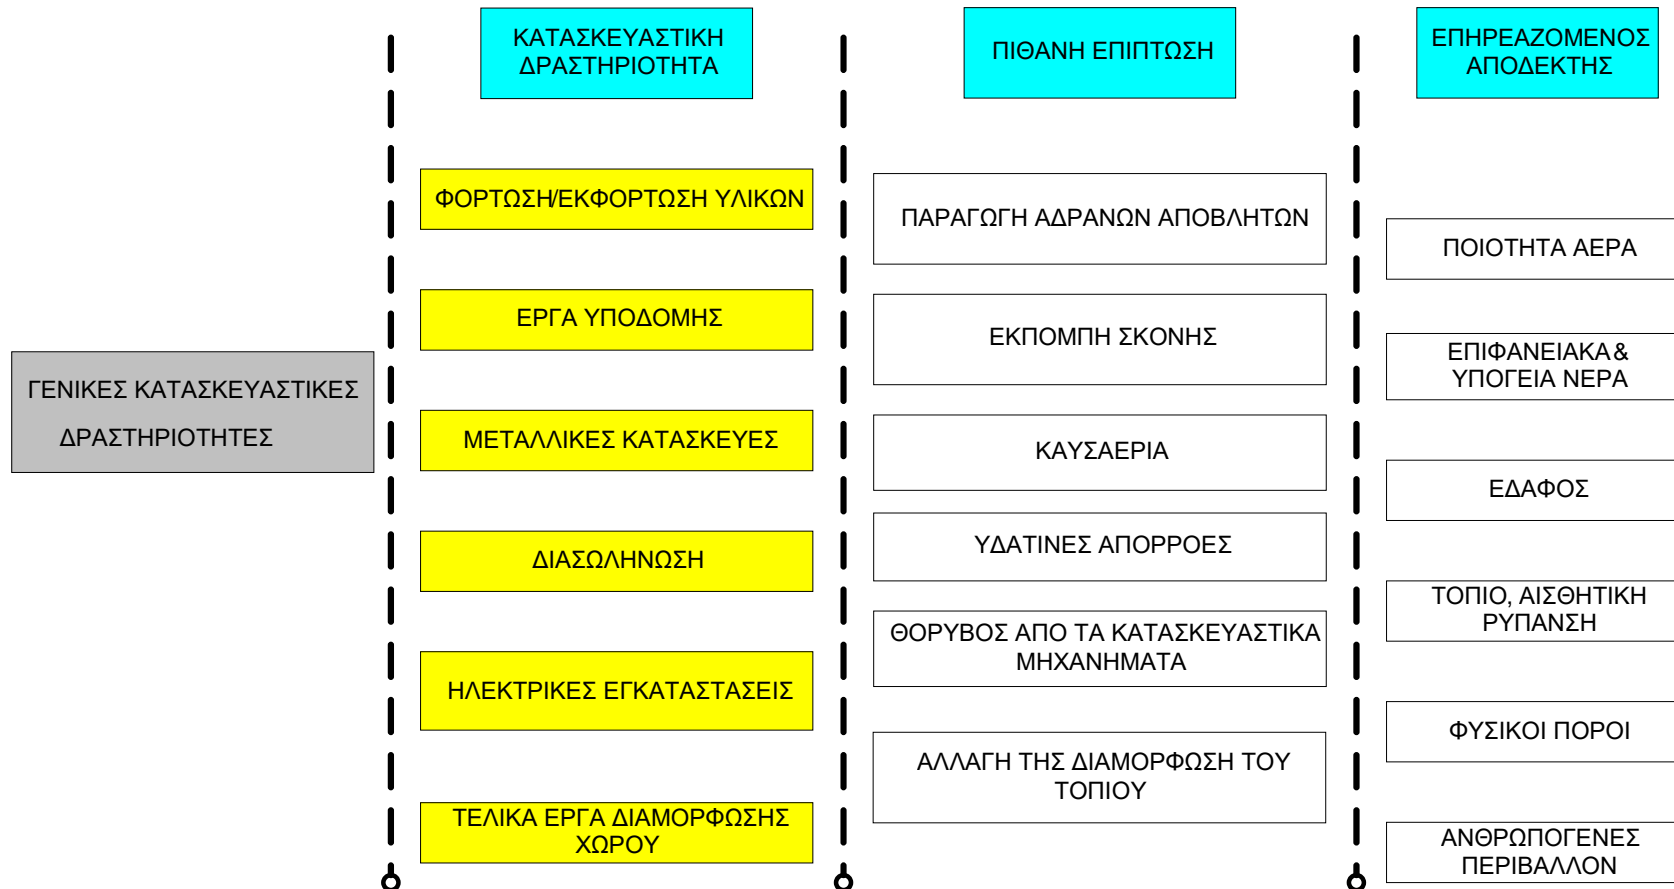 ΚΑΤΑΣΚΕΥΑΣΤΙΚΗ
ΔΡΑΣΤΗΡΙΟΤΗΤΑ
ΠΙΘΑΝΗ ΕΠΙΠΤΩΣΗ
ΕΠΗΡΕΑΖΟΜΕΝΟΣ
ΑΠΟΔΕΚΤΗΣ
ΓΕΝΙΚΕΣ ΚΑΤΑΣΚΕΥΑΣΤΙΚΕΣ
ΔΡΑΣΤΗΡΙΟΤΗΤΕΣ
ΦΟΡΤΩΣΗ/ΕΚΦΟΡΤΩΣΗ ΥΛΙΚΩΝ
ΕΡΓΑ ΥΠΟΔΟΜΗΣ
ΜΕΤΑΛΛΙΚΕΣ ΚΑΤΑΣΚΕΥΕΣ
ΔΙΑΣΩΛΗΝΩΣΗ
ΗΛΕΚΤΡΙΚΕΣ ΕΓΚΑΤΑΣΤΑΣΕΙΣ
ΤΕΛΙΚΑ ΕΡΓΑ ΔΙΑΜΟΡΦΩΣΗΣ
ΧΩΡΟΥ
ΠΑΡΑΓΩΓΗ ΑΔΡΑΝΩΝ ΑΠΟΒΛΗΤΩΝ
ΕΚΠΟΜΠΗ ΣΚΟΝΗΣ
ΚΑΥΣΑΕΡΙΑ
ΥΔΑΤΙΝΕΣ ΑΠΟΡΡΟΕΣ
ΘΟΡΥΒΟΣ ΑΠΟ ΤΑ ΚΑΤΑΣΚΕΥΑΣΤΙΚΑ
ΜΗΧΑΝΗΜΑΤΑ
ΑΛΛΑΓΗ ΤΗΣ ΔΙΑΜΟΡΦΩΣΗ ΤΟΥ
ΤΟΠΙΟΥ
ΠΟΙΟΤΗΤΑ ΑΕΡΑ
ΕΠΙΦΑΝΕΙΑΚΑ &
ΥΠΟΓΕΙΑ ΝΕΡΑ
ΕΔΑΦΟΣ
ΤΟΠΙΟ, ΑΙΣΘΗΤΙΚΗ
ΡΥΠΑΝΣΗ
ΦΥΣΙΚΟΙ ΠΟΡΟΙ
ΑΝΘΡΩΠΟΓΕΝΕΣ
ΠΕΡΙΒΑΛΛΟΝ